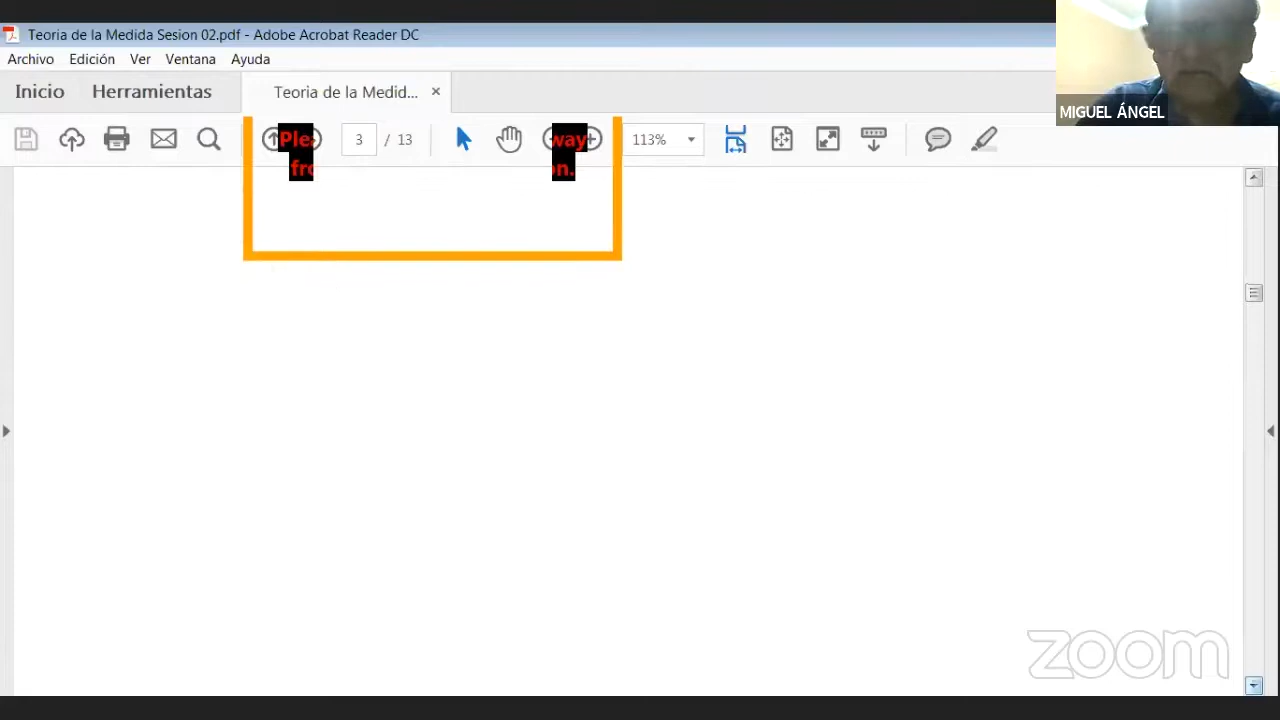 Teoria de la Medida Sesion 02.pdf - Adobe Acrobat Reader DC
MIGUEL ÁNGEL
Archivo Edición Ver Ventana Ayuda
Inicio Herramientas Teoria de la Medid... ×
3 / 13 113%
zoom